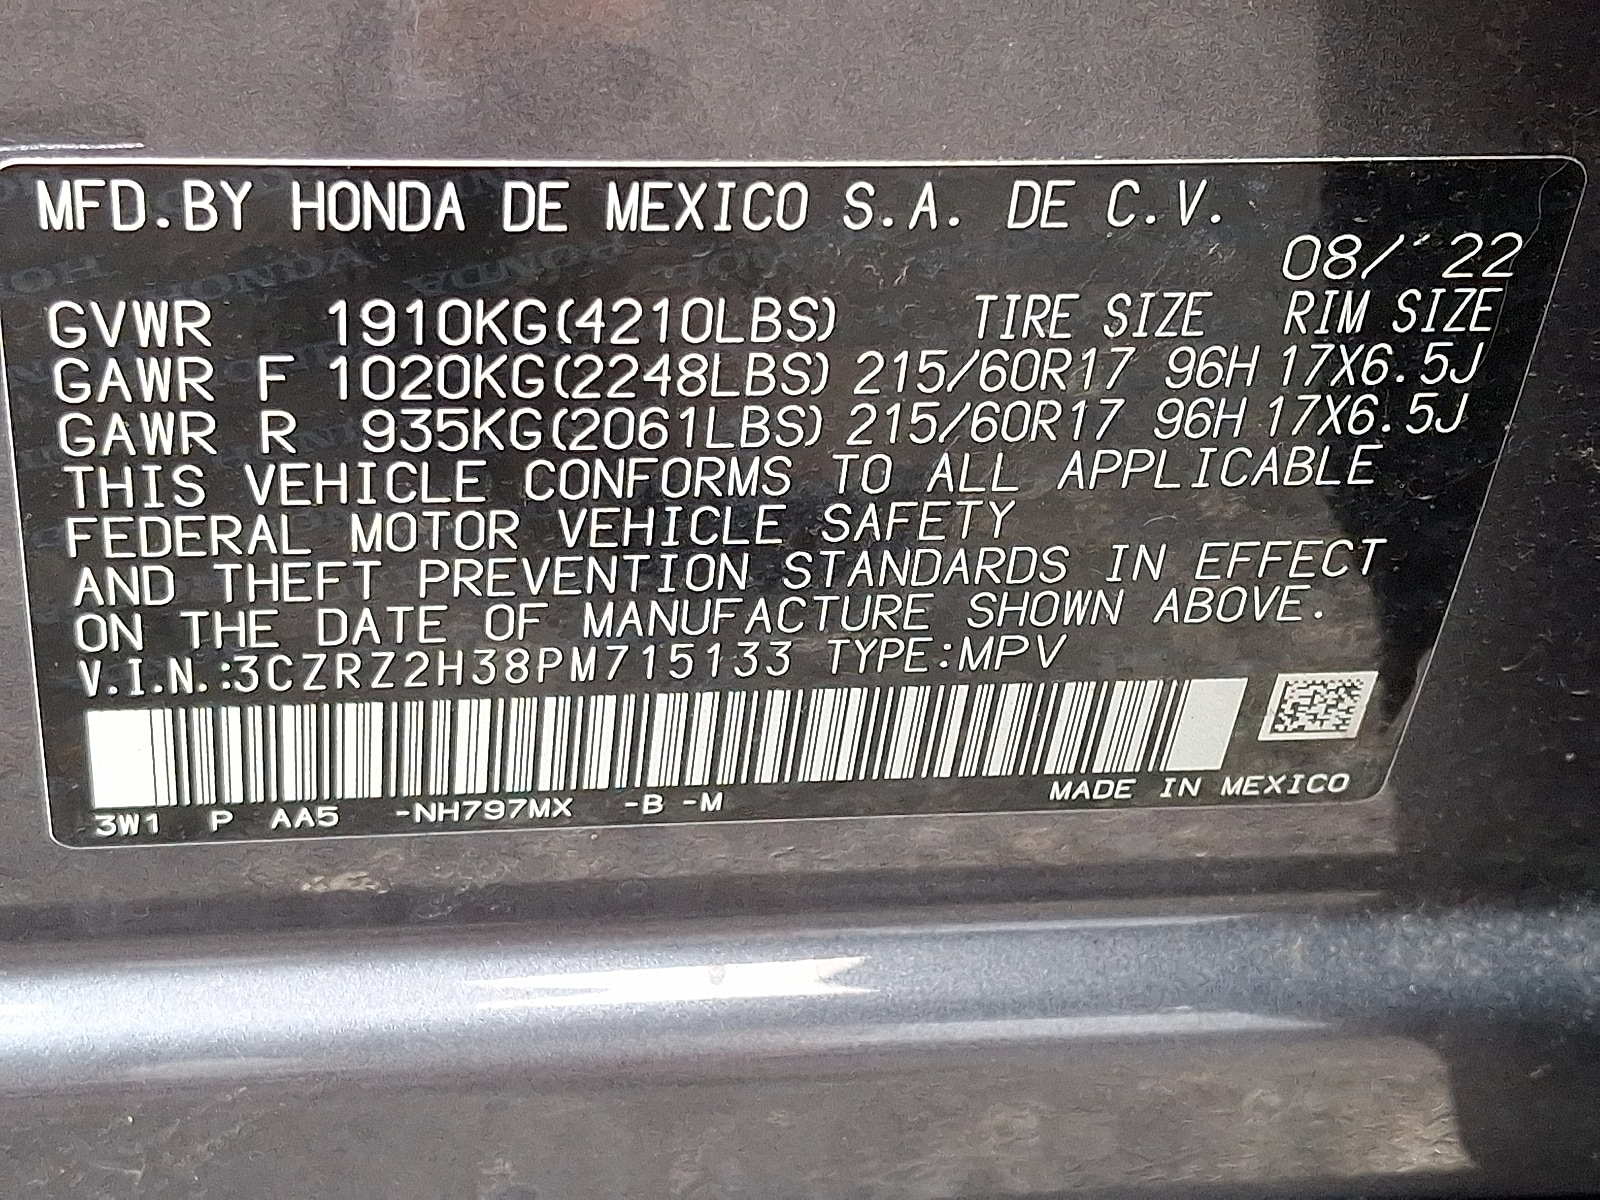 MFD.BY HONDA DE MEXICO S.A. DE C.V.
08/'22
GVWR 1910KG(4210LBS) TIRE SIZE RIM SIZE
GAWR F 1020KG(2248LBS) 215/60R17 96H 17X6.5J
GAWR R 935KG(2061LBS) 215/60R17 96H 17X6.5J
THIS VEHICLE CONFORMS TO ALL APPLICABLE
FEDERAL MOTOR VEHICLE SAFETY
AND THEFT PREVENTION STANDARDS IN EFFECT
ON THE DATE OF MANUFACTURE SHOWN ABOVE.
V.I.N.:3CZRZ2H38PM715133 TYPE:MPV
3W1 P AA5 -NH797MX -B -M MADE IN MEXICO